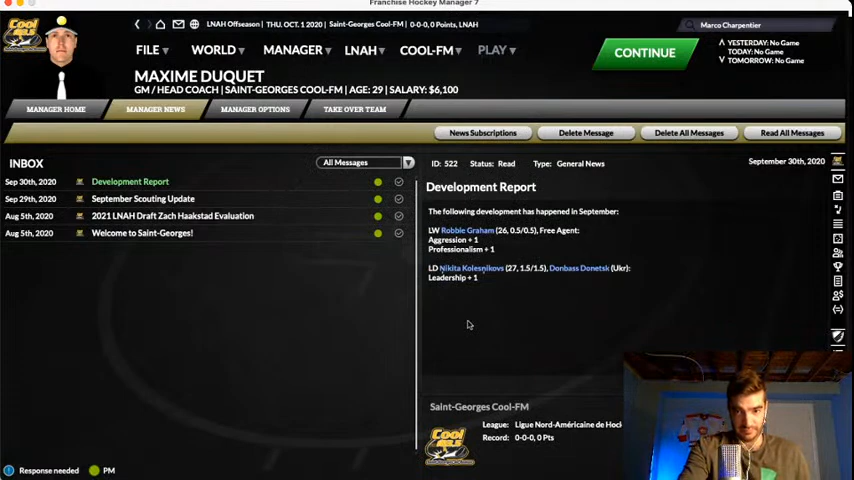 Franchise Hockey Manager 7
LNAH Offseason | THU. OCT. 1 2020 | Saint-Georges Cool-FM | 0-0-0, 0 Points, LNAH
Marco Charpentier
FILE WORLD MANAGER LNAH COOL-FM PLAY
CONTINUE
YESTERDAY: No Game
TODAY: No Game
TOMORROW: No Game
MAXIME DUQUET
GM / HEAD COACH | SAINT-GEORGES COOL-FM | AGE: 29 | SALARY: $6,100
MANAGER HOME MANAGER NEWS MANAGER OPTIONS TAKE OVER TEAM
News Subscriptions Delete Message Delete All Messages Read All Messages
INBOX All Messages
Sep 30th, 2020 Development Report
Sep 29th, 2020 September Scouting Update
Aug 5th, 2020 2021 LNAH Draft Zach Haakstad Evaluation
Aug 5th, 2020 Welcome to Saint-Georges!
ID: 522 Status: Read Type: General News September 30th, 2020
Development Report
The following development has happened in September:
LW Robbie Graham (26, 0.5/0.5), Free Agent:
Aggression + 1
Professionalism + 1
LD Nikita Kolesnikovs (27, 1.5/1.5), Donbass Donetsk (Ukr):
Leadership + 1
Saint-Georges Cool-FM
League: Ligue Nord-Américaine de Hock
Record: 0-0-0, 0 Pts
Response needed PM
Cool
Cool